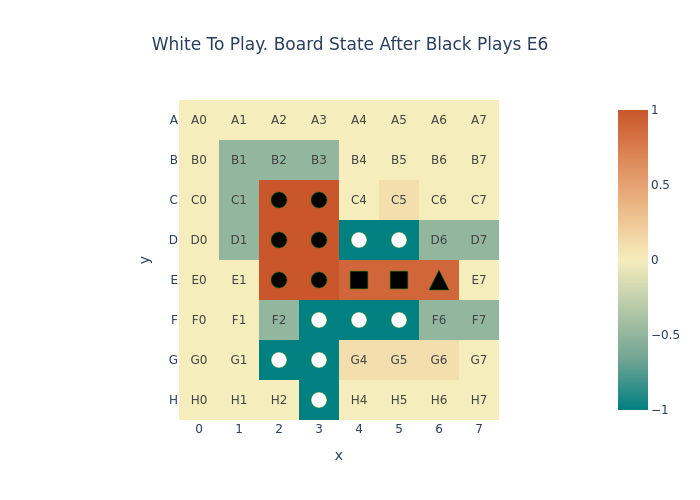 White To Play. Board State After Black Plays E6
A A0 A1 A2 A3 A4 A5 A6 A7
B B0 B1 B2 B3 B4 B5 B6 B7
C C0 C1 C4 C5 C6 C7
D D0 D1 D6 D7
E E0 E1 E7
F F0 F1 F2 F6 F7
G G0 G1 G4 G5 G6 G7
H H0 H1 H2 H4 H5 H6 H7
0 1 2 3 4 5 6 7
x
y
1
0.5
0
−0.5
−1